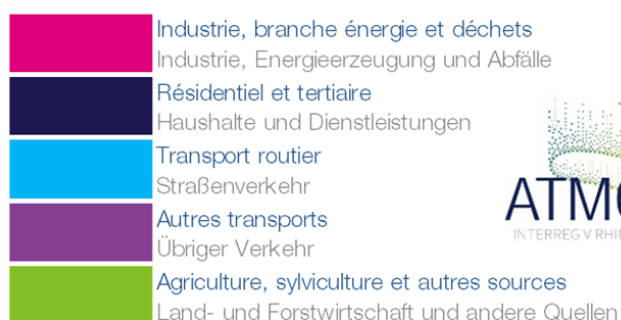 Industrie, branche énergie et déchets
Industrie, Energieerzeugung und Abfälle
Résidentiel et tertiaire
Haushalte und Dienstleistungen
Transport routier
Straßenverkehr
Autres transports
Übriger Verkehr
Agriculture, sylviculture et autres sources
Land- und Forstwirtschaft und andere Quellen
INTERREG V